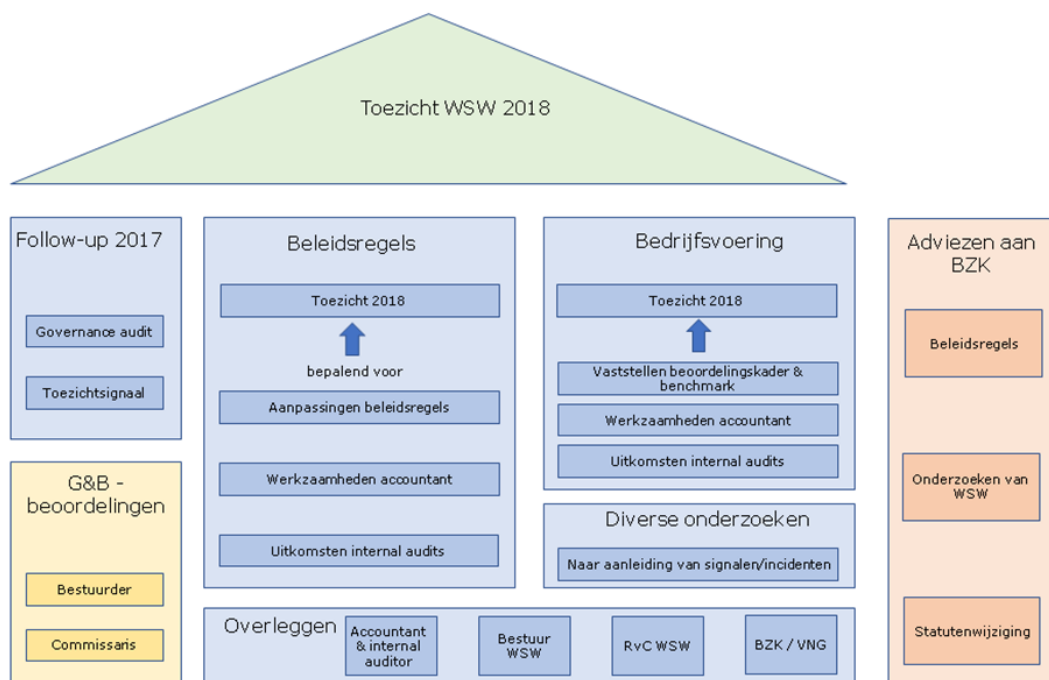 Toezicht WSW 2018
Follow-up 2017
Governance audit
Toezichtsignaal
G&B -
beoordelingen
Bestuurder
Commissaris
Beleidsregels
Toezicht 2018
bepalend voor
Aanpassingen beleidsregels
Werkzaamheden accountant
Uitkomsten internal audits
Bedrijfsvoering
Toezicht 2018
Vaststellen beoordelingskader &
benchmark
Werkzaamheden accountant
Uitkomsten internal audits
Diverse onderzoeken
Naar aanleiding van signalen/incidenten
Overleggen
Accountant
& internal
auditor
Bestuur
WSW
RvC WSW
BZK / VNG
Adviezen aan
BZK
Beleidsregels
Onderzoeken van
WSW
Statutenwijziging